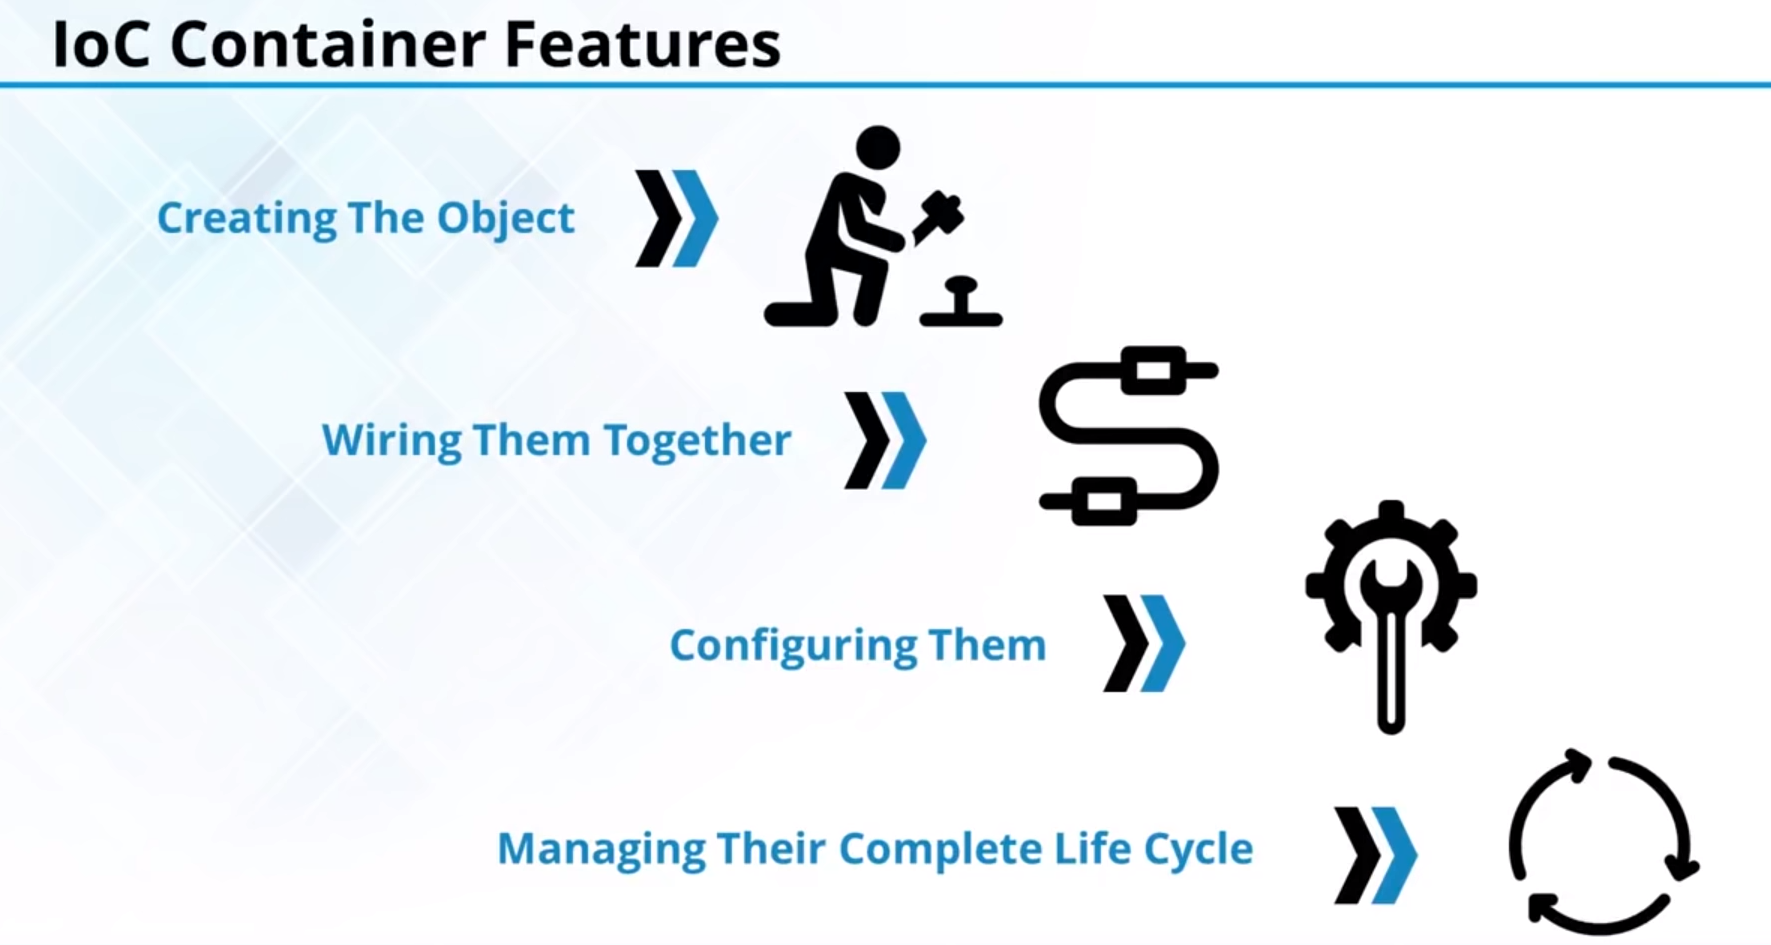 IoC Container Features
Creating The Object
Wiring Them Together
Configuring Them
Managing Their Complete Life Cycle